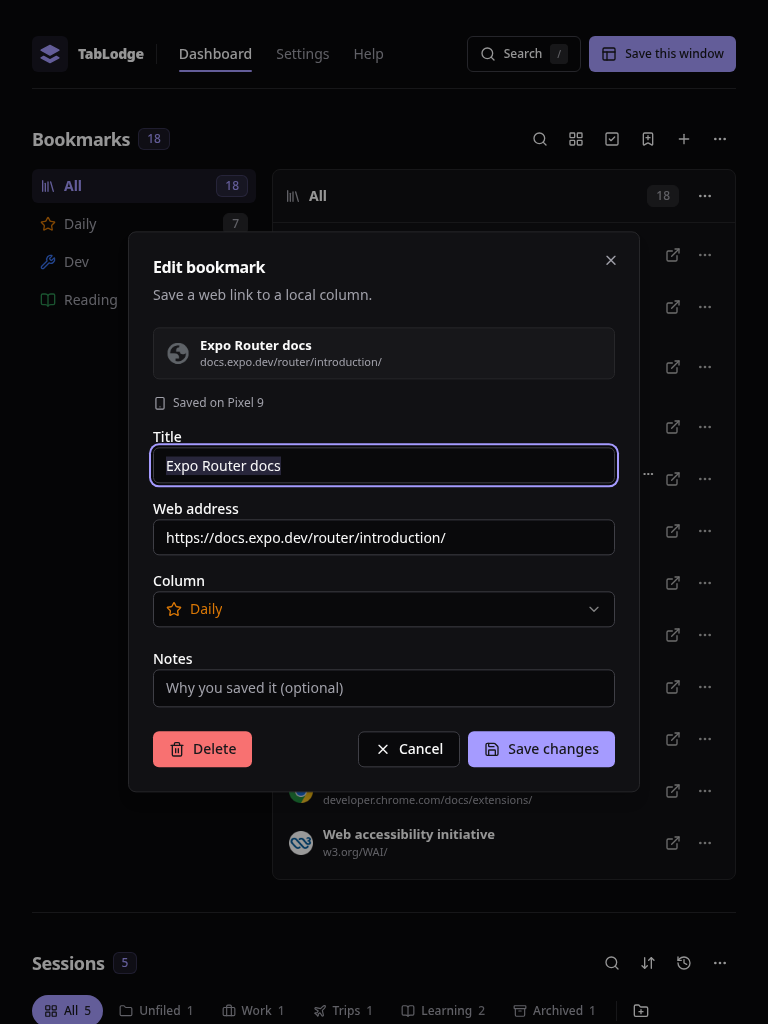 TabLodge
Dashboard
Settings
Help
Search /
Save this window
Bookmarks 18
All 18
Daily 7
Dev
Reading
All 18
Edit bookmark
Save a web link to a local column.
Expo Router docs
docs.expo.dev/router/introduction/
Saved on Pixel 9
Title
Expo Router docs
Web address
https://docs.expo.dev/router/introduction/
Column
Daily
Notes
Why you saved it (optional)
Delete
Cancel
Save changes
developer.chrome.com/docs/extensions/
Web accessibility initiative
w3.org/WAI/
Sessions 5
All 5
Unfiled 1
Work 1
Trips 1
Learning 2
Archived 1